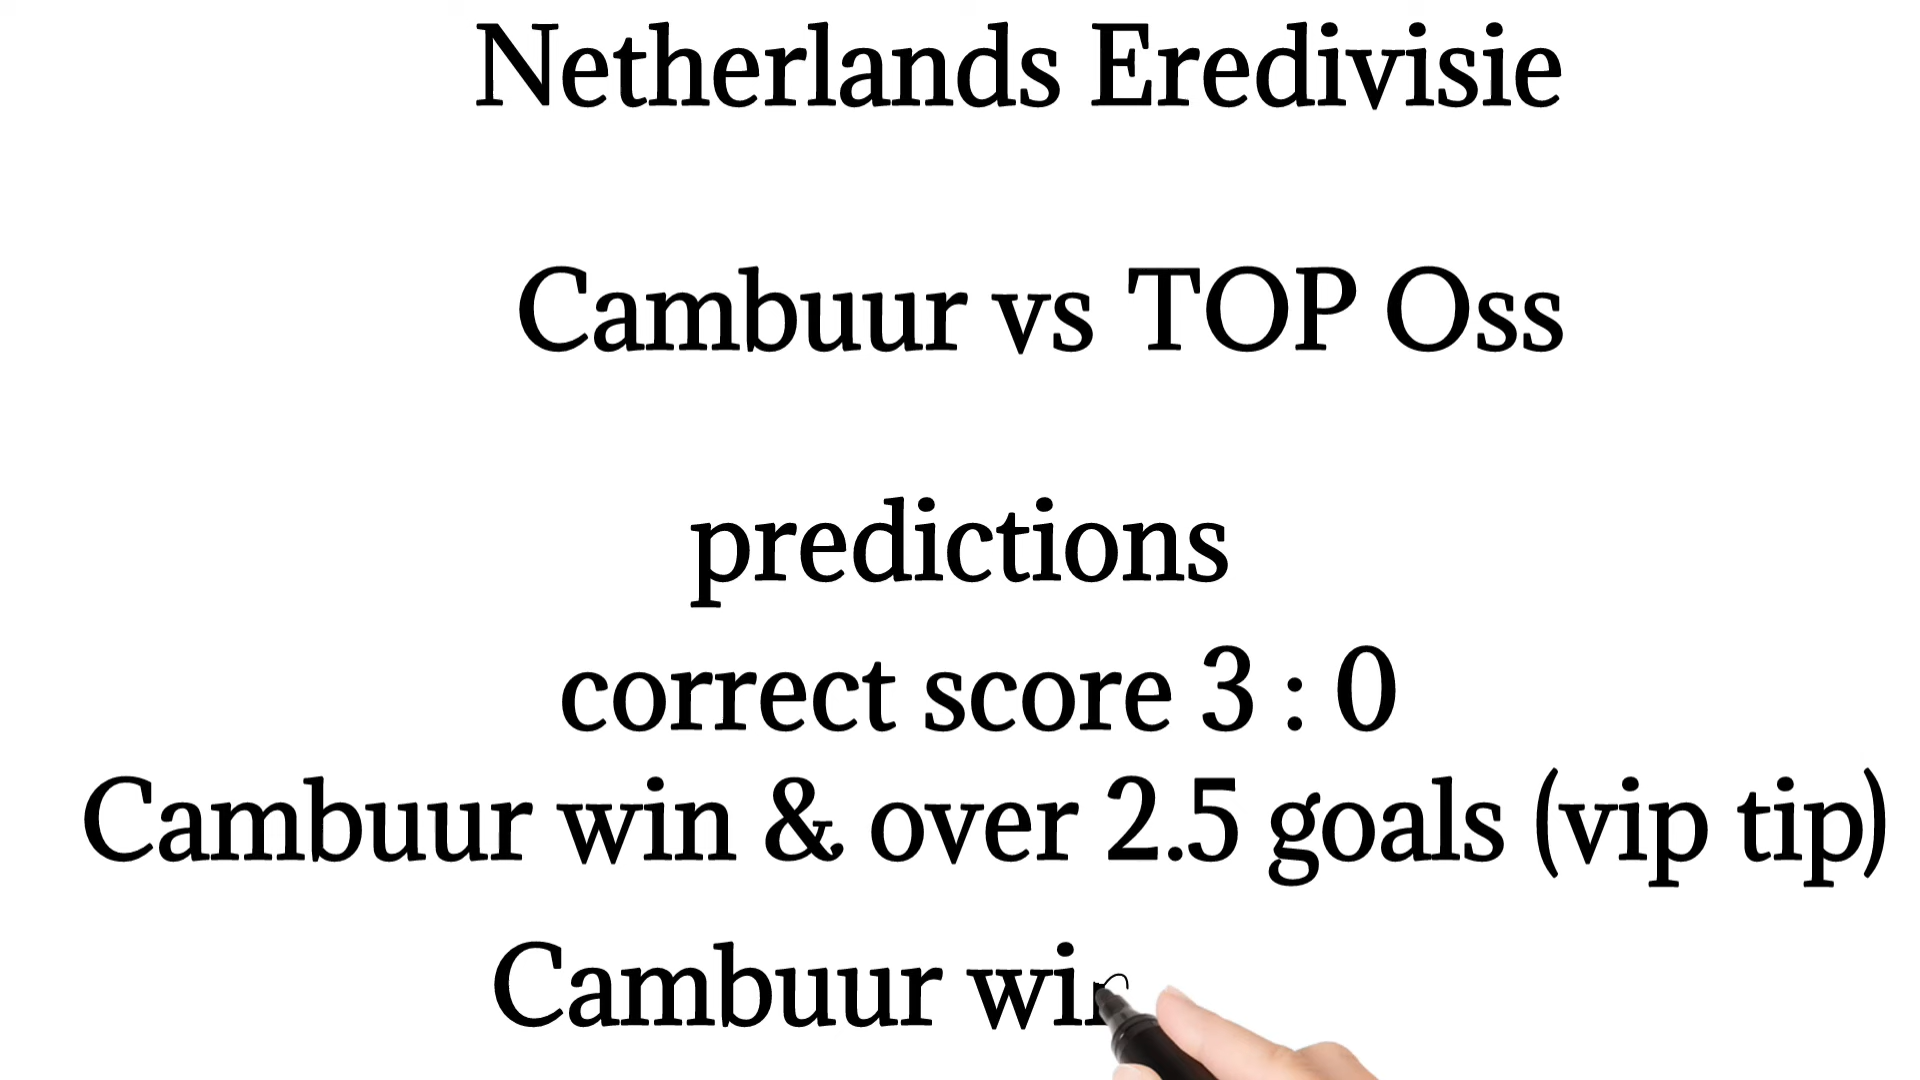 Netherlands Eredivisie
Cambuur vs TOP Oss
predictions
correct score 3 : 0
Cambuur win & over 2.5 goals (vip tip)
Cambuur